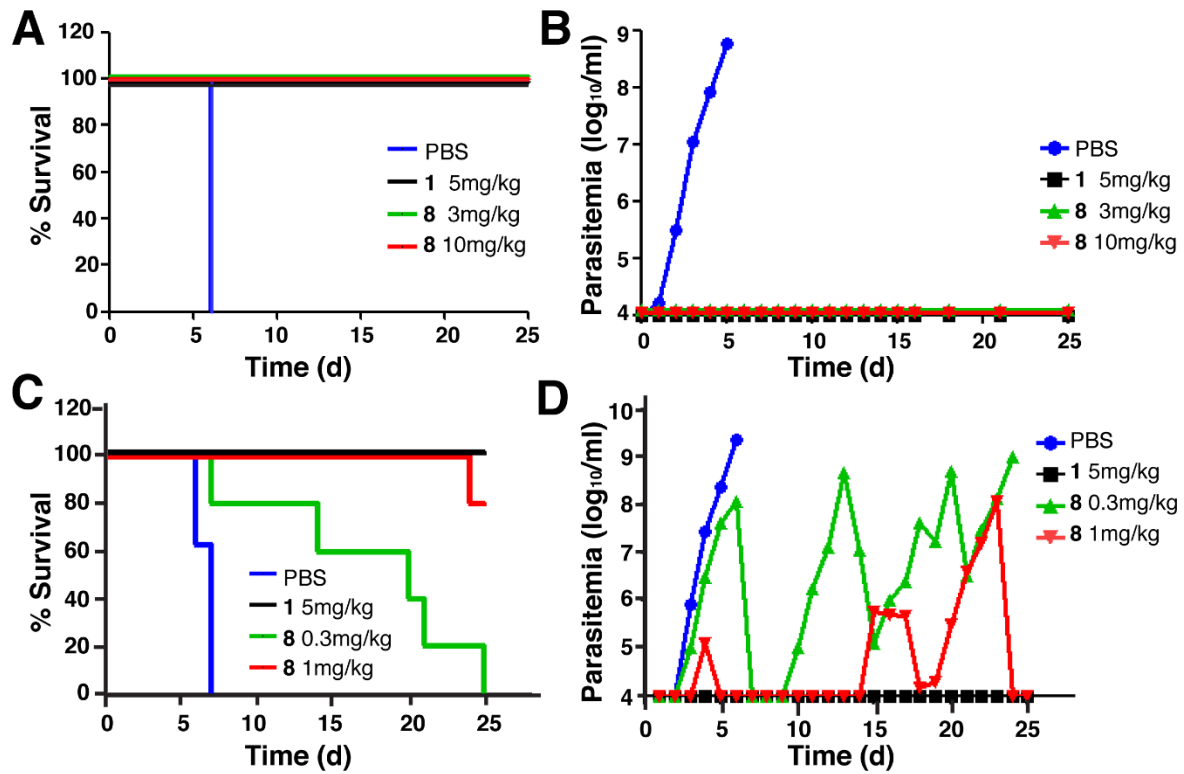 A
120
100
80
60
40
20
0
% Survival
PBS
1 5mg/kg
8 3mg/kg
8 10mg/kg
0 5 10 15 20 25
Time (d)
B
9
8
7
6
5
4
Parasitemia (log10/ml)
PBS
1 5mg/kg
8 3mg/kg
8 10mg/kg
0 5 10 15 20 25
Time (d)
C
120
100
80
60
40
20
0
% Survival
PBS
1 5mg/kg
8 0.3mg/kg
8 1mg/kg
0 5 10 15 20 25
Time (d)
D
10
9
8
7
6
5
4
Parasitemia (log10/ml)
PBS
1 5mg/kg
8 0.3mg/kg
8 1mg/kg
0 5 10 15 20 25
Time (d)